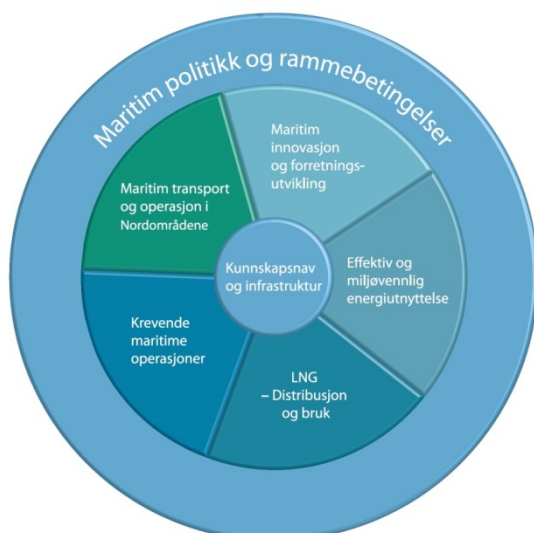 Maritim politikk og rammebetingelser
Maritim
innovasjon
og forretnings-
utvikling
Maritim transport
og operasjon i
Nordområdene
Effektiv og
miljøvennlig
energiutnyttelse
Kunnskapsnav
og infrastruktur
Krevende
maritime
operasjoner
LNG
– Distribusjon
og bruk